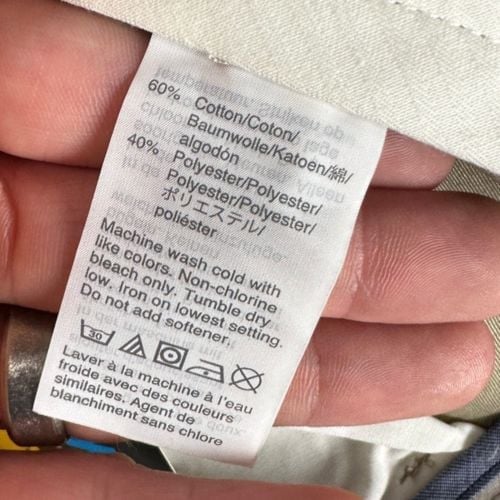 60% Cotton/Coton/
Baumwolle/Katoen/綿/
algodón
40% Polyester/Polyester/
Polyester/Polyester/
ポリエステル/
poliéster
Machine wash cold with
like colors. Non-chlorine
bleach only. Tumble dry
low. Iron on lowest setting.
Do not add softener.
30
Laver à la machine à l'eau
froide avec des couleurs
similaires. Agent de
blanchiment sans chlore